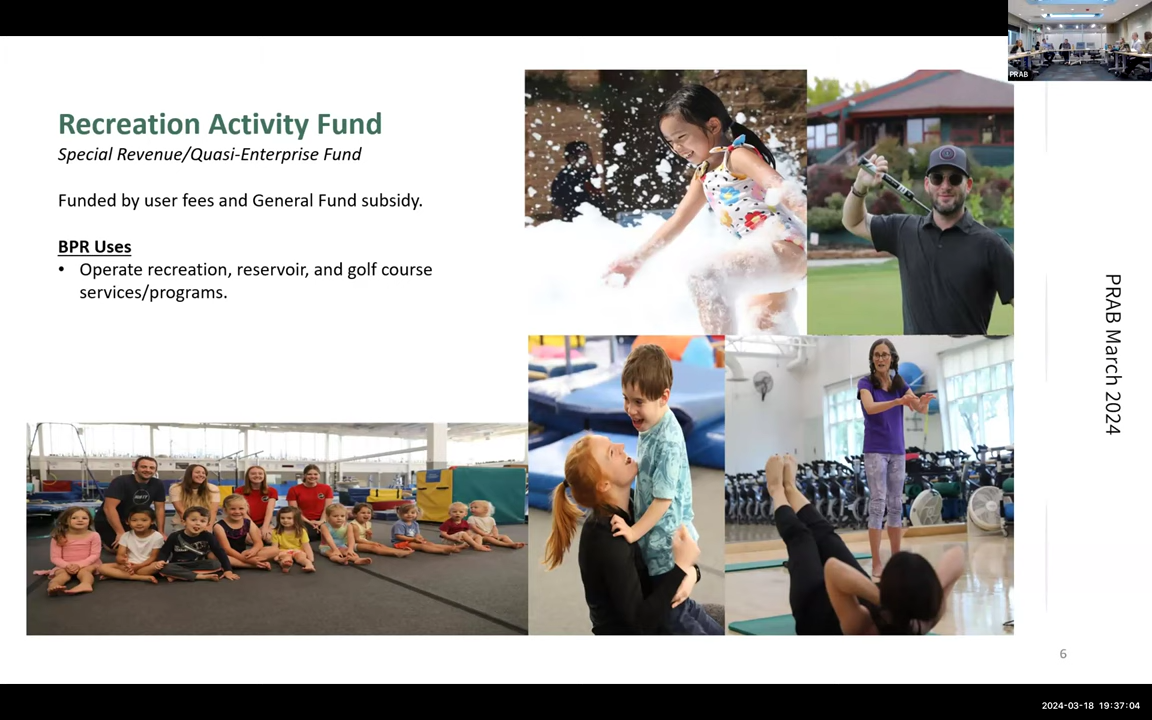 PRAB
Recreation Activity Fund
Special Revenue/Quasi-Enterprise Fund
Funded by user fees and General Fund subsidy.
BPR Uses
• Operate recreation, reservoir, and golf course
services/programs.
PRAB March 2024
6
2024-03-18 19:37:04